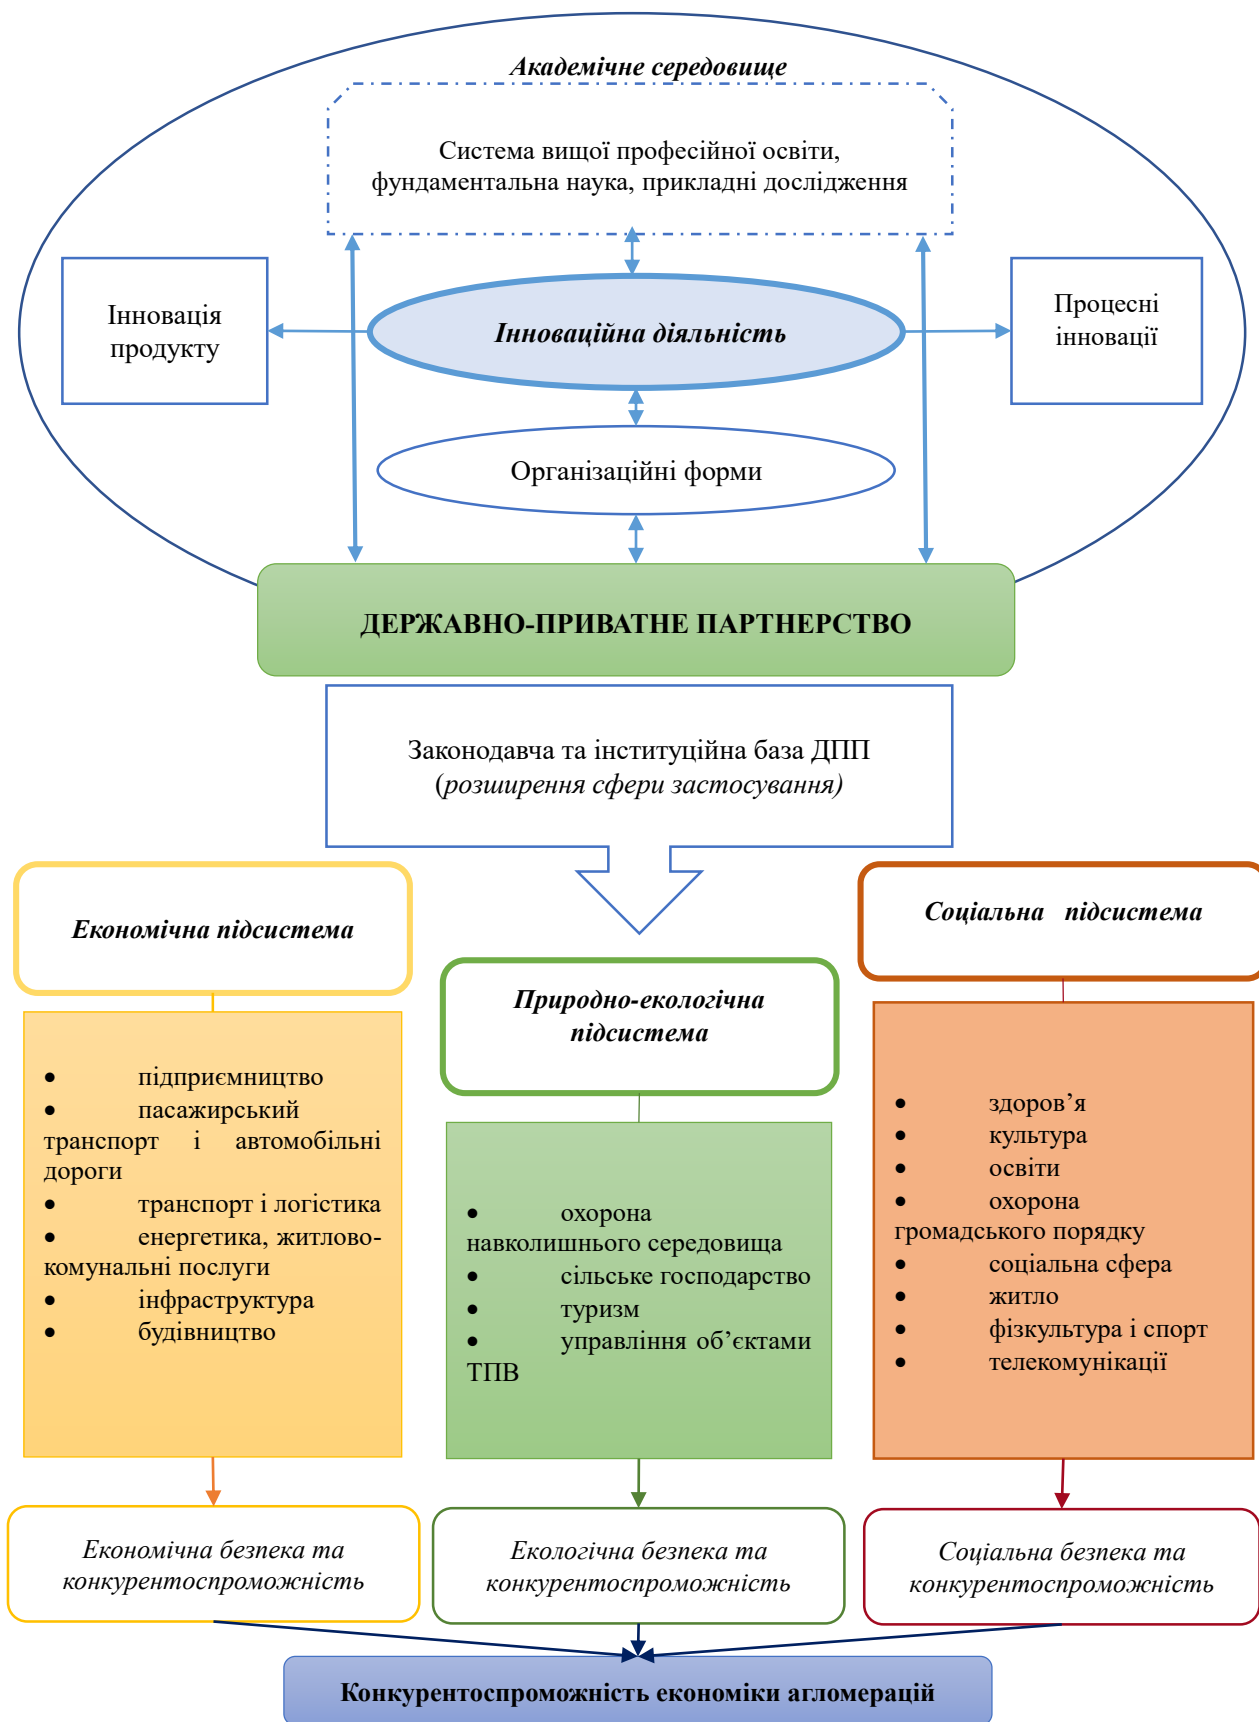 Академічне середовище
Система вищої професійної освіти,
фундаментальна наука, прикладні дослідження
Інновація
продукту
Інноваційна діяльність
Процесні
інновації
Організаційні форми
ДЕРЖАВНО-ПРИВАТНЕ ПАРТНЕРСТВО
Законодавча та інституційна база ДПП
(розширення сфери застосування)
Економічна підсистема
• підприємництво
• пасажирський
транспорт і автомобільні
дороги
• транспорт і логістика
• енергетика, житлово-
комунальні послуги
• інфраструктура
• будівництво
Економічна безпека та
конкурентоспроможність
Природно-екологічна
підсистема
• охорона
навколишнього середовища
• сільське господарство
• туризм
• управління об’єктами
ТПВ
Екологічна безпека та
конкурентоспроможність
Соціальна підсистема
• здоров’я
• культура
• освіти
• охорона
громадського порядку
• соціальна сфера
• житло
• фізкультура і спорт
• телекомунікації
Соціальна безпека та
конкурентоспроможність
Конкурентоспроможність економіки агломерацій